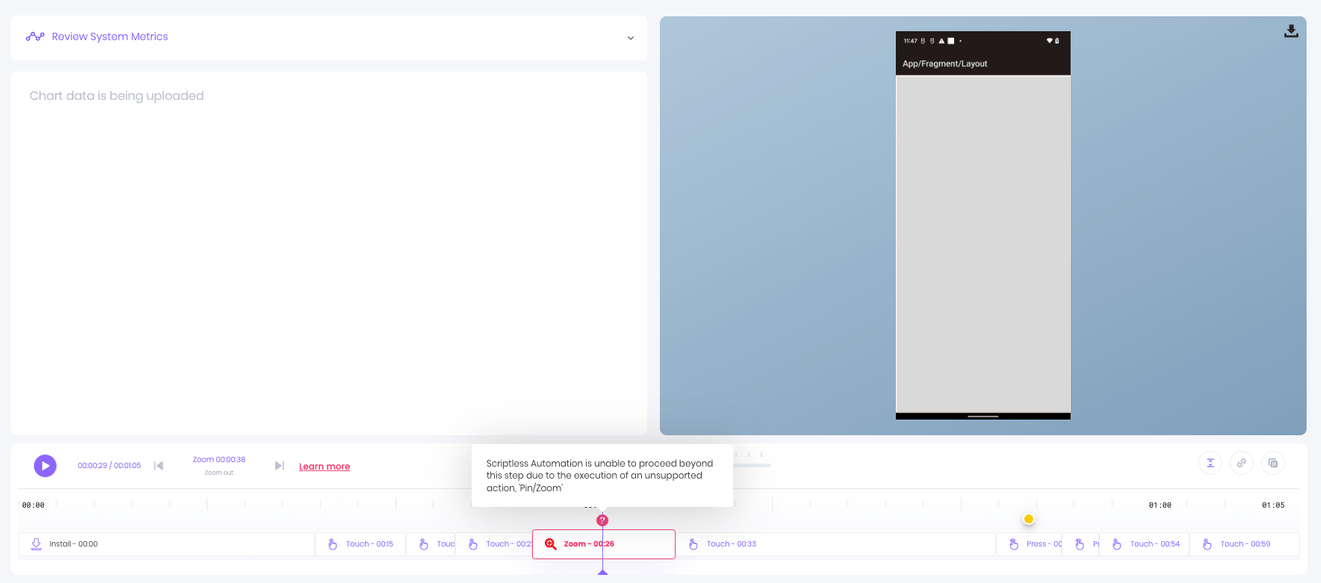 Review System Metrics
Chart data is being uploaded
11:47
App/Fragment/Layout
00:00:29 / 00:01:05
Zoom 00:00:38
Zoom out
Learn more
Scriptless Automation is unable to proceed beyond
this step due to the execution of an unsupported
action, 'Pin/Zoom'
00:00
01:00
01:05
?
Install - 00:00
Touch - 00:15
Touc
Touch - 00:2
Zoom - 00:26
Touch - 00:33
Press - 00
Touch - 00:54
Touch - 00:59